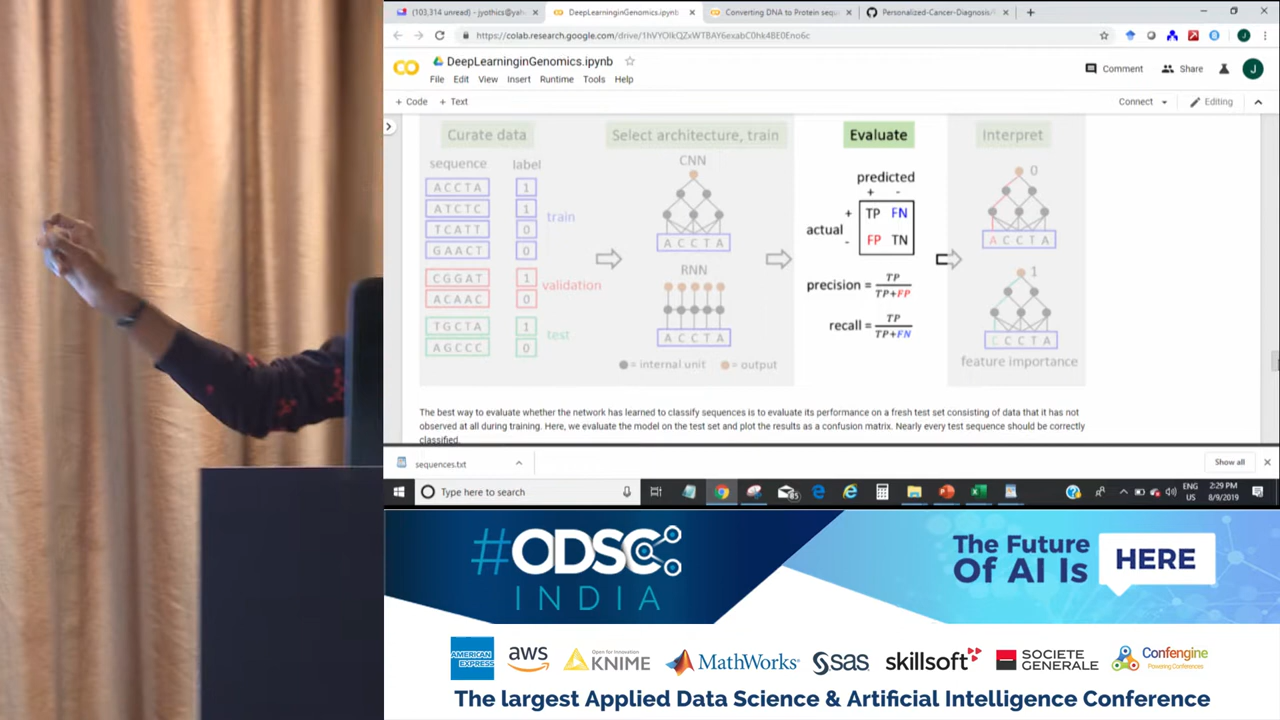 (103,314 unread) - jyothics@yah
DeepLearninginGenomics.ipynb
Converting DNA to Protein sequ
Personalized-Cancer-Diagnosis/
https://colab.research.google.com/drive/1hVYOIkQZxWTBAY6exabC0hk4BE0Eno6c
DeepLearninginGenomics.ipynb
File Edit View Insert Runtime Tools Help
Comment Share J
+ Code + Text Connect Editing
Curate data Select architecture, train Evaluate Interpret
sequence label CNN predicted 0
ACCTA 1
ATCTC 1
TCATT 0
GAACT 0
train
CGGAT 1
ACAAC 0
validation
TGCTA 1
AGCCC 0
test
ACCTA
RNN
ACCTA
= internal unit = output
+ -
+ TP FN
actual
- FP TN
precision = TP
TP+FP
recall = TP
TP+FN
ACCTA
1
CCCTA
feature importance
The best way to evaluate whether the network has learned to classify sequences is to evaluate its performance on a fresh test set consisting of data that it has not
observed at all during training. Here, we evaluate the model on the test set and plot the results as a confusion matrix. Nearly every test sequence should be correctly
classified.
sequences.txt Show all
Type here to search
ENG
US
2:29 PM
8/9/2019
#ODSC
INDIA
The Future
Of AI Is HERE
AMERICAN
EXPRESS
aws
Open for Innovation
KNIME
MathWorks®
sas
skillsoft
SOCIETE
GENERALE
Confengine
Powering Conferences
The largest Applied Data Science & Artificial Intelligence Conference